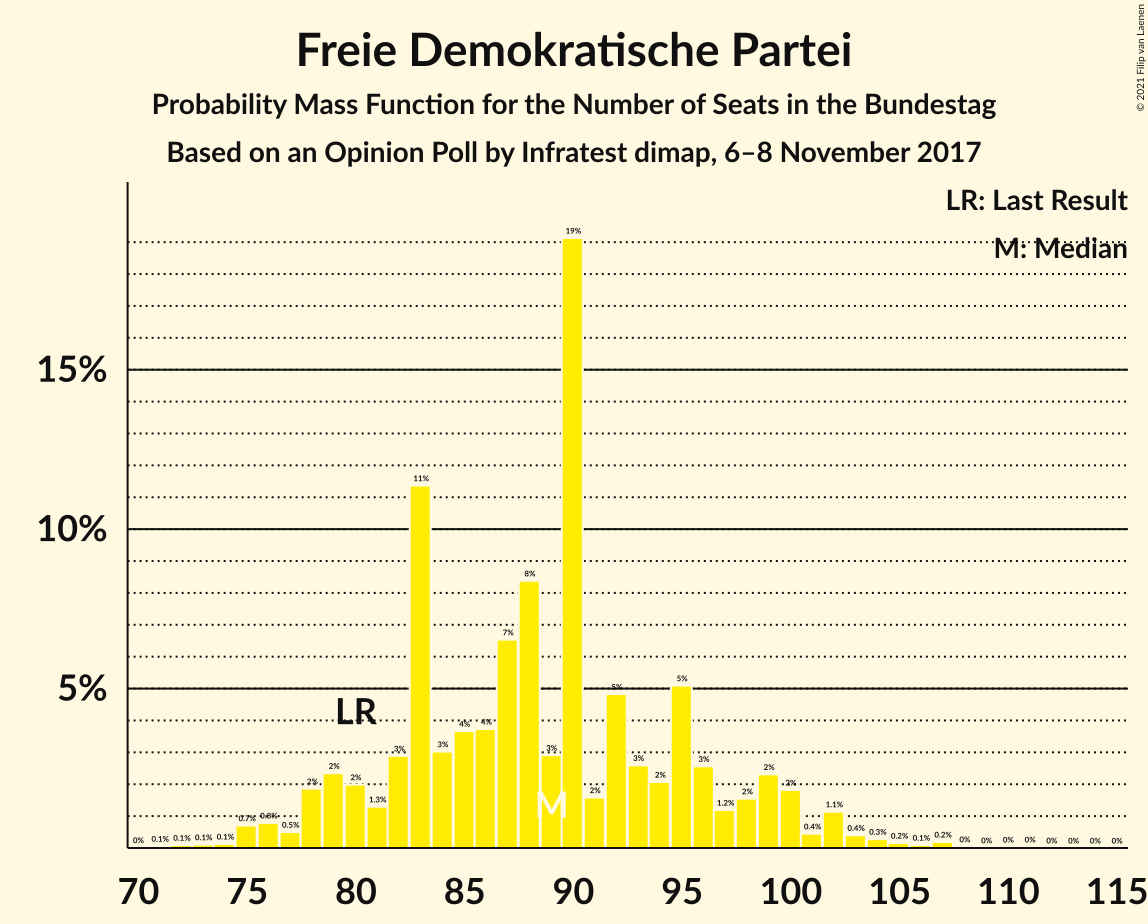 Freie Demokratische Partei
Probability Mass Function for the Number of Seats in the Bundestag
Based on an Opinion Poll by Infratest dimap, 6–8 November 2017
© 2021 Filip van Laenen
LR: Last Result
M: Median
15%
10%
5%
LR
M
0% 0.1% 0.1% 0.1% 0.1% 0.7% 0.8% 0.5% 2% 2% 2% 1.3% 3% 11% 3% 4% 4% 7% 8% 3% 19% 2% 5% 3% 2% 5% 3% 1.2% 2% 2% 2% 0.4% 1.1% 0.4% 0.3% 0.2% 0.1% 0.2% 0% 0% 0% 0% 0% 0% 0% 0%
70 75 80 85 90 95 100 105 110 115